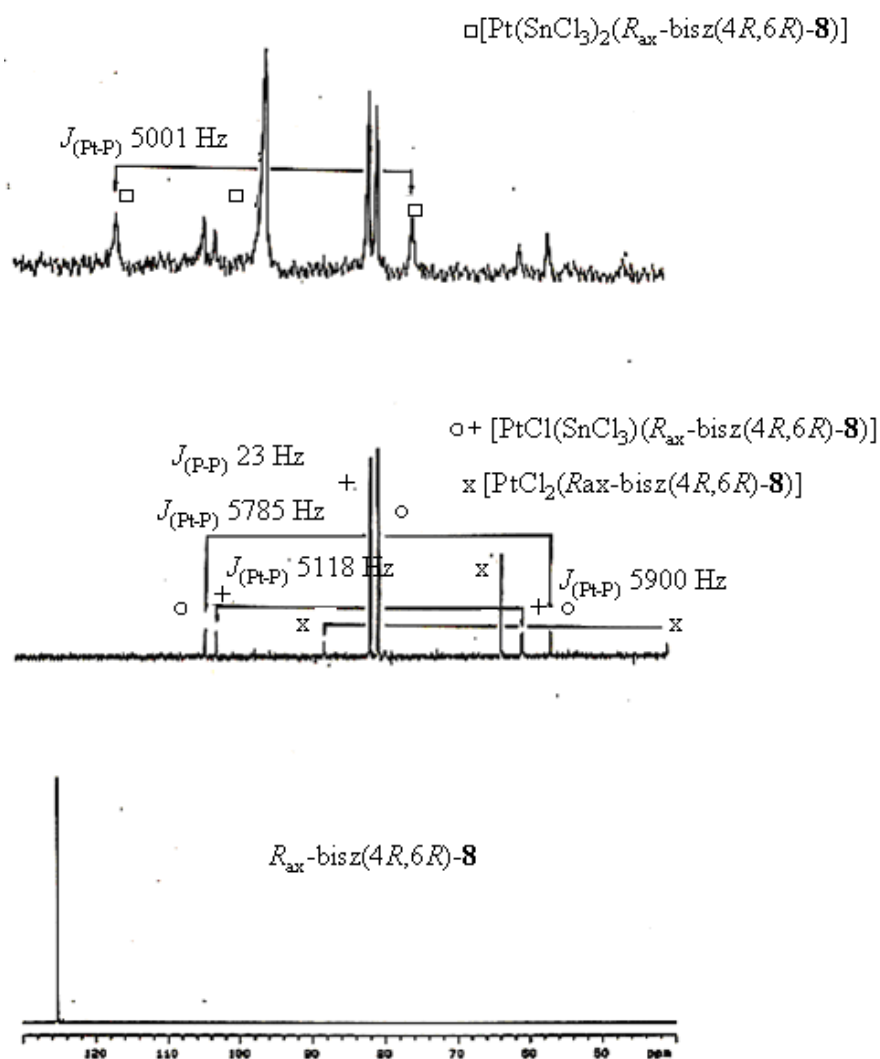 □[Pt(SnCl₃)₂(Rax-bisz(4R,6R)-8)]
J(Pt-P) 5001 Hz
○+ [PtCl(SnCl₃)(Rax-bisz(4R,6R)-8)]
J(P-P) 23 Hz
x [PtCl₂(Rax-bisz(4R,6R)-8)]
J(Pt-P) 5785 Hz
J(Pt-P) 5118 Hz
x
J(Pt-P) 5900 Hz
x
x
Rax-bisz(4R,6R)-8
120 100 90 80 70 60 50 ppm